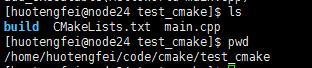 [huotengfei@node24 test_cmake]$ ls
build CMakeLists.txt main.cpp
[huotengfei@node24 test_cmake]$ pwd
/home/huotengfei/code/cmake/test_cmake